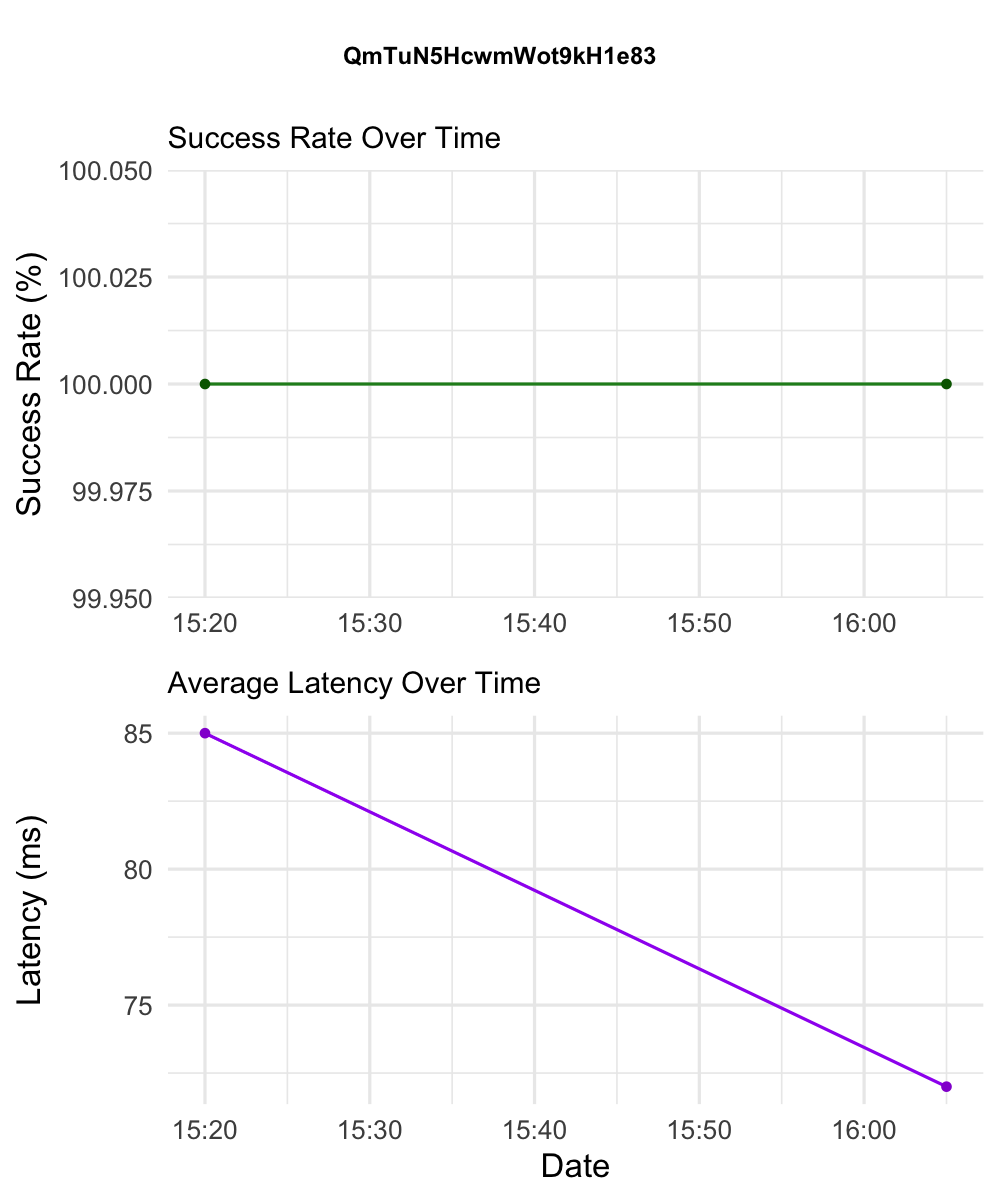 QmTuN5HcwmWot9kH1e83
Success Rate Over Time
Success Rate (%)
100.050
100.025
100.000
99.975
99.950
15:20 15:30 15:40 15:50 16:00
Average Latency Over Time
Latency (ms)
85
80
75
15:20 15:30 15:40 15:50 16:00
Date